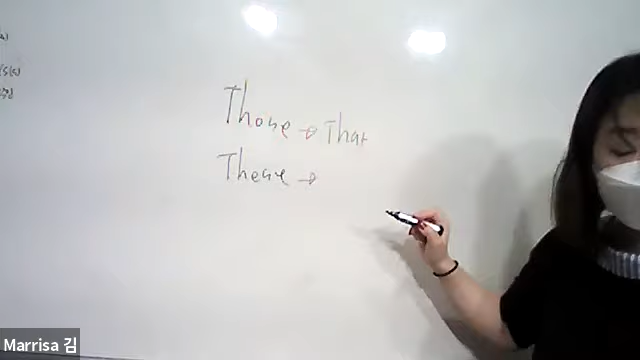 Those → That
These →
Marrisa 김